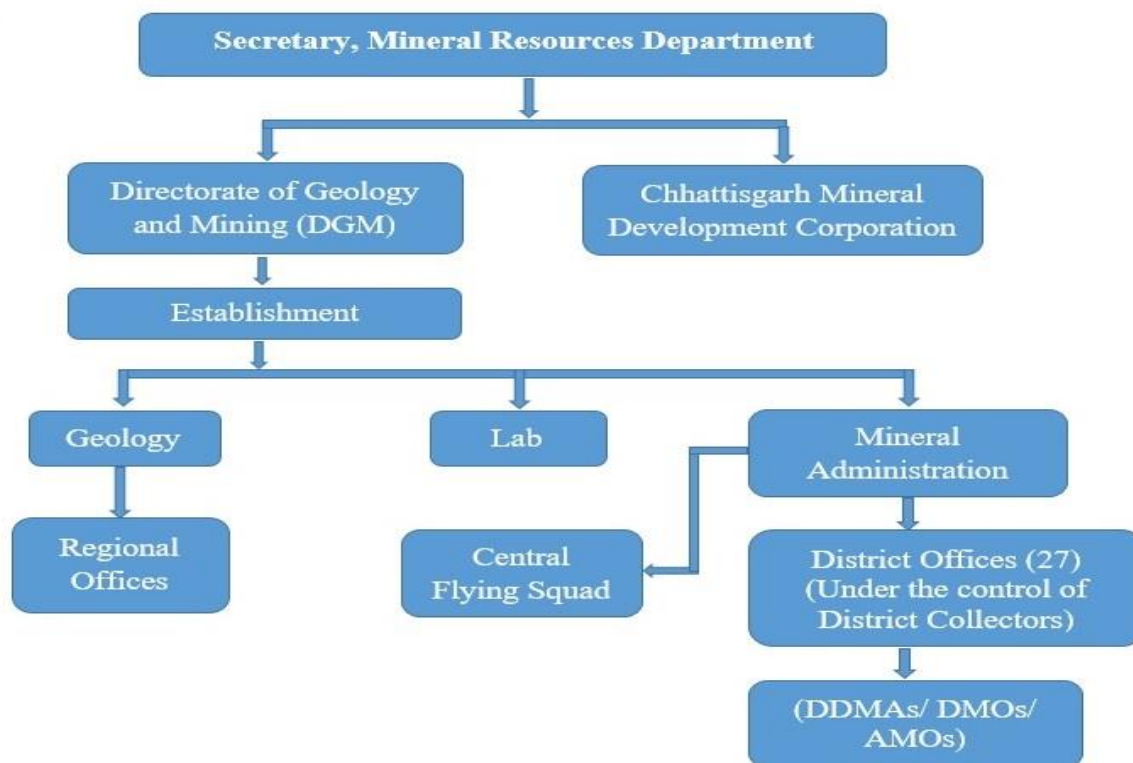 Secretary, Mineral Resources Department
Directorate of Geology
and Mining (DGM)
Chhattisgarh Mineral
Development Corporation
Establishment
Geology
Lab
Mineral
Administration
Regional
Offices
Central
Flying Squad
District Offices (27)
(Under the control of
District Collectors)
(DDMAs/ DMOs/
AMOs)